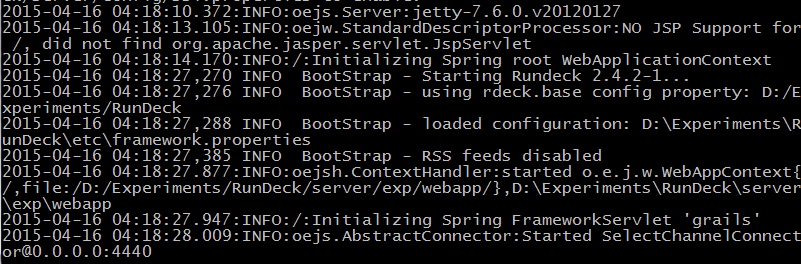 2015-04-16 04:18:10.372:INFO:oejs.Server:jetty-7.6.0.v20120127
2015-04-16 04:18:13.105:INFO:oejw.StandardDescriptorProcessor:NO JSP Support for
 /, did not find org.apache.jasper.servlet.JspServlet
2015-04-16 04:18:14.170:INFO:/:Initializing Spring root WebApplicationContext
2015-04-16 04:18:27,270 INFO  BootStrap - Starting Rundeck 2.4.2-1...
2015-04-16 04:18:27,276 INFO  BootStrap - using rdeck.base config property: D:/E
xperiments/RunDeck
2015-04-16 04:18:27,288 INFO  BootStrap - loaded configuration: D:\Experiments\R
unDeck\etc\framework.properties
2015-04-16 04:18:27,385 INFO  BootStrap - RSS feeds disabled
2015-04-16 04:18:27.877:INFO:oejsh.ContextHandler:started o.e.j.w.WebAppContext{
/,file:/D:/Experiments/RunDeck/server/exp/webapp/},D:\Experiments\RunDeck\server
\exp\webapp
2015-04-16 04:18:27.947:INFO:/:Initializing Spring FrameworkServlet 'grails'
2015-04-16 04:18:28.009:INFO:oejs.AbstractConnector:Started SelectChannelConnect
or@0.0.0.0:4440